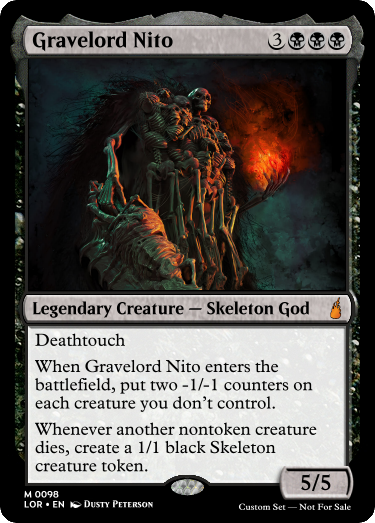 Gravelord Nito 3
Legendary Creature — Skeleton God
Deathtouch
When Gravelord Nito enters the
battlefield, put two -1/-1 counters on
each creature you don't control.
Whenever another nontoken creature
dies, create a 1/1 black Skeleton
creature token.
5/5
M 0098
LOR • EN Dusty Peterson
Custom Set — Not For Sale